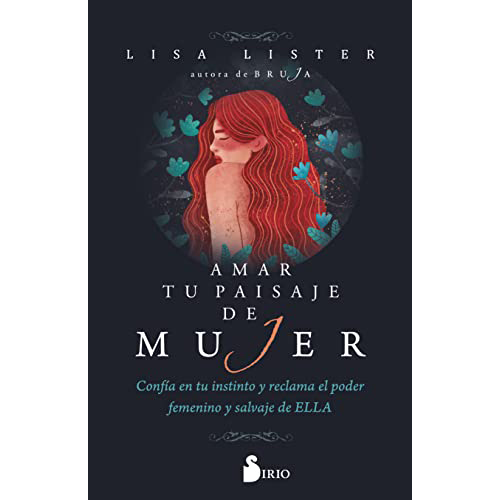 LISA LISTER
autora de BRUJA
AMAR
TU PAISAJE
DE
MUJER
Confía en tu instinto y reclama el poder
femenino y salvaje de ELLA
SIRIO